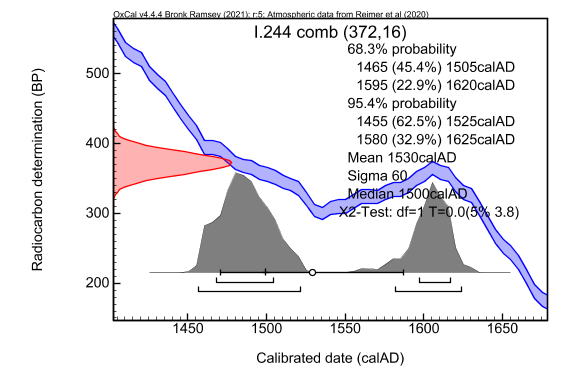 OxCal v4.4.4 Bronk Ramsey (2021); r:5; Atmospheric data from Reimer et al (2020)
I.244 comb (372,16)
68.3% probability
1465 (45.4%) 1505calAD
1595 (22.9%) 1620calAD
95.4% probability
1455 (62.5%) 1525calAD
1580 (32.9%) 1625calAD
Mean 1530calAD
Sigma 60
Median 1500calAD
X2-Test: df=1 T=0.0(5% 3.8)
Radiocarbon determination (BP)
500
400
300
200
1450 1500 1550 1600 1650
Calibrated date (calAD)